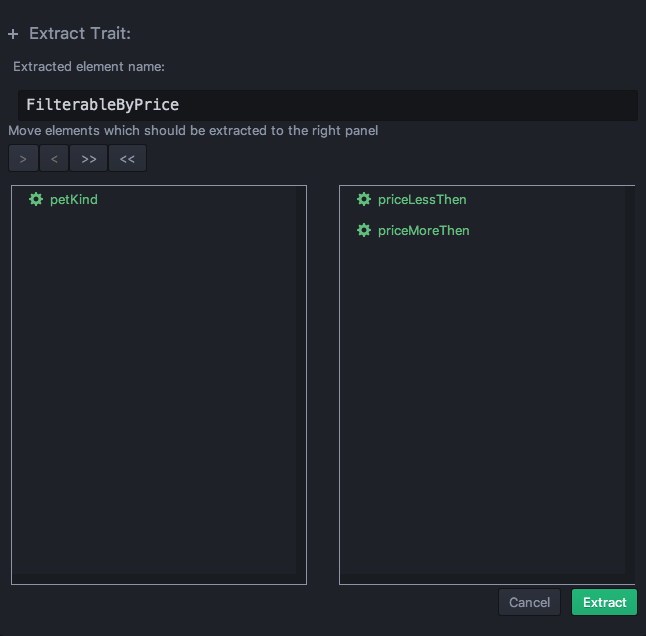 + Extract Trait:
Extracted element name:
FilterableByPrice
Move elements which should be extracted to the right panel
> < >> <<
petKind
priceLessThen
priceMoreThen
Cancel Extract